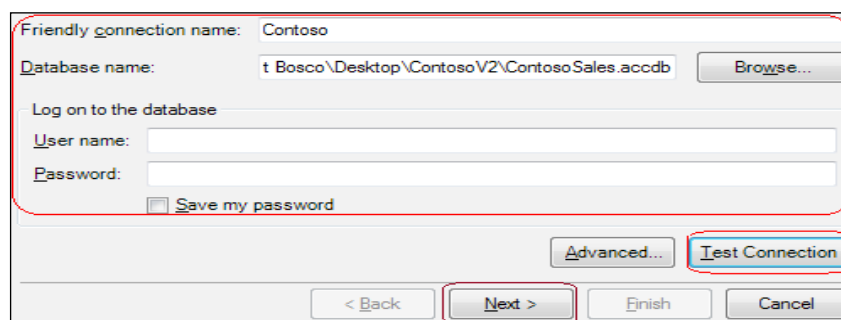 Friendly connection name: Contoso
Database name: t Bosco\Desktop\ContosoV2\ContosoSales.accdb Browse...
Log on to the database
User name:
Password:
Save my password
Advanced... Test Connection
< Back Next > Finish Cancel